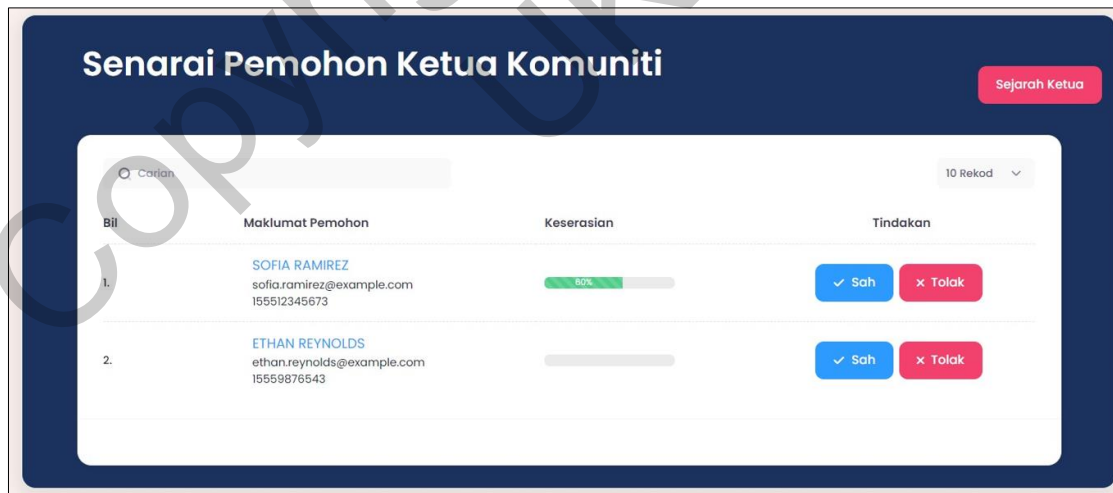 Senarai Pemohon Ketua Komuniti
Sejarah Ketua
Carian
10 Rekod
Bil Maklumat Pemohon Keserasian Tindakan
SOFIA RAMIREZ
sofia.ramirez@example.com
155512345673
1. 60% Sah Tolak
ETHAN REYNOLDS
ethan.reynolds@example.com
15559876543
2. Sah Tolak